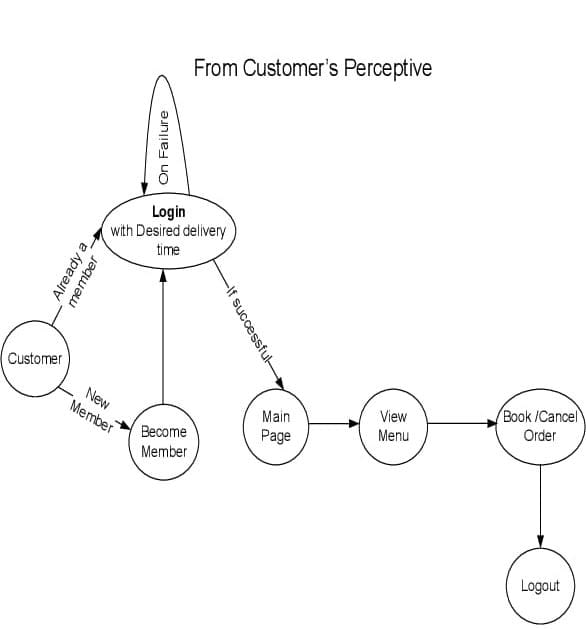 From Customer's Perceptive
On Failure
Login
with Desired delivery
time
Already a
member
If successful
Customer
New
Member
Become
Member
Main
Page
View
Menu
Book /Cancel
Order
Logout